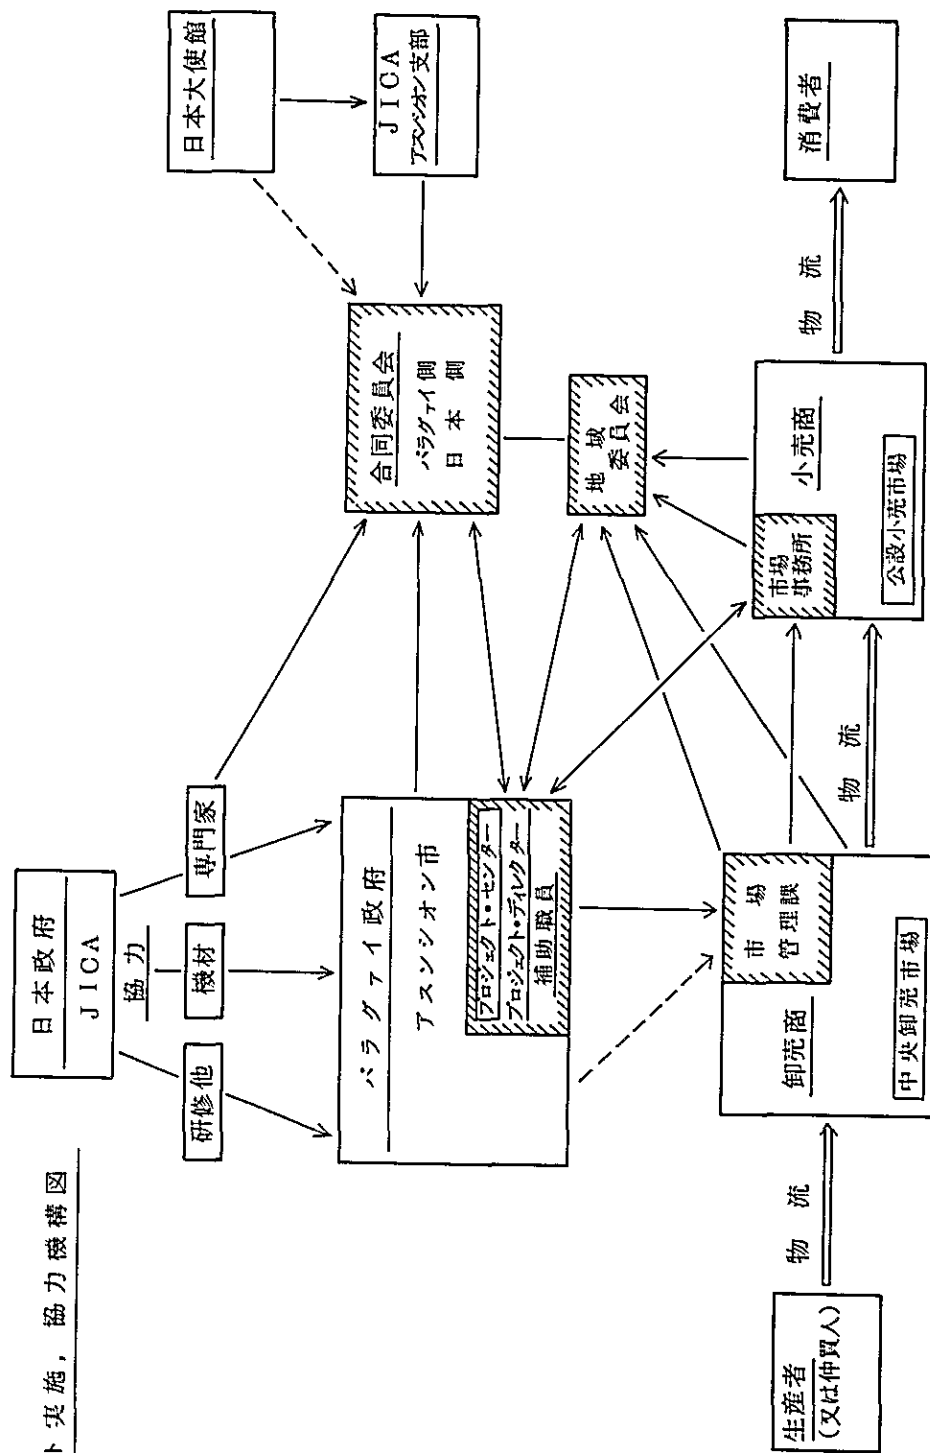 ト実施，協力機構図
日本政府
JICA
協力
研修他
機材
専門家
日本大使館
JICA
アスンシオン支部
パラグァイ政府
アスンシオン市
プロジェクト・センター
プロジェクト・ディレクター
補助職員
合同委員会
パラグァイ側
日本側
地域
委員会
生産者
(又は仲買人)
物流
卸売商
市場
管理課
中央卸売市場
物流
市場
事務所
小売商
公設小売市場
物流
消費者